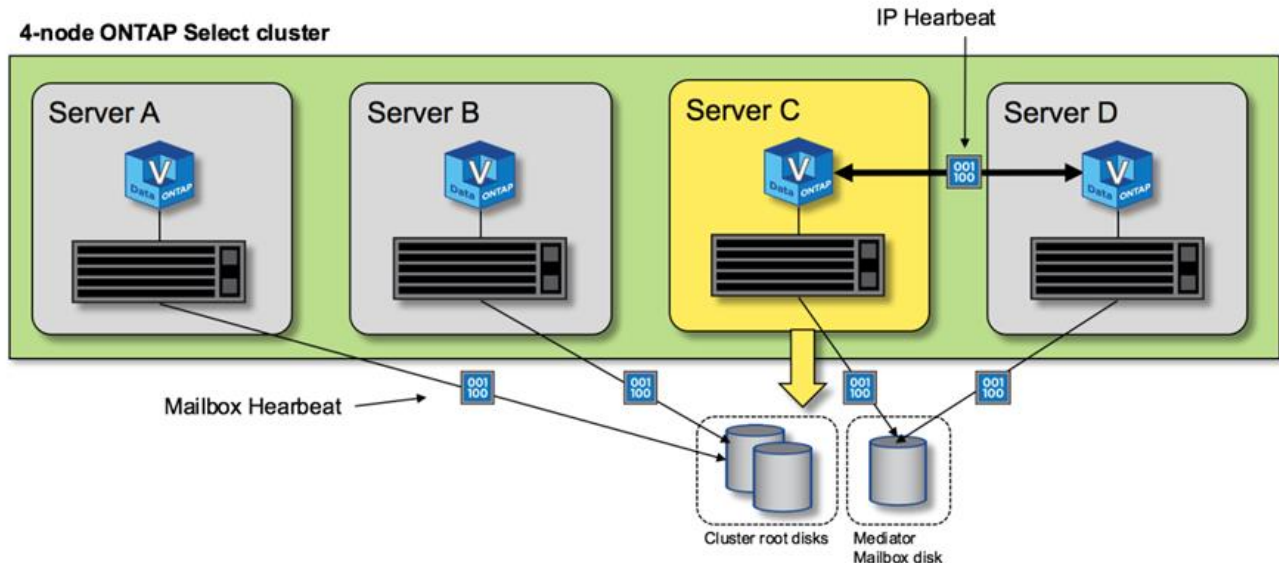 IP Hearbeat
4-node ONTAP Select cluster
Server A
Server B
Server C
Server D
V
Data ONTAP
V
Data ONTAP
V
Data ONTAP
V
Data ONTAP
001
100
Mailbox Hearbeat
001
100
001
100
001
100
001
100
Cluster root disks
Mediator
Mailbox disk